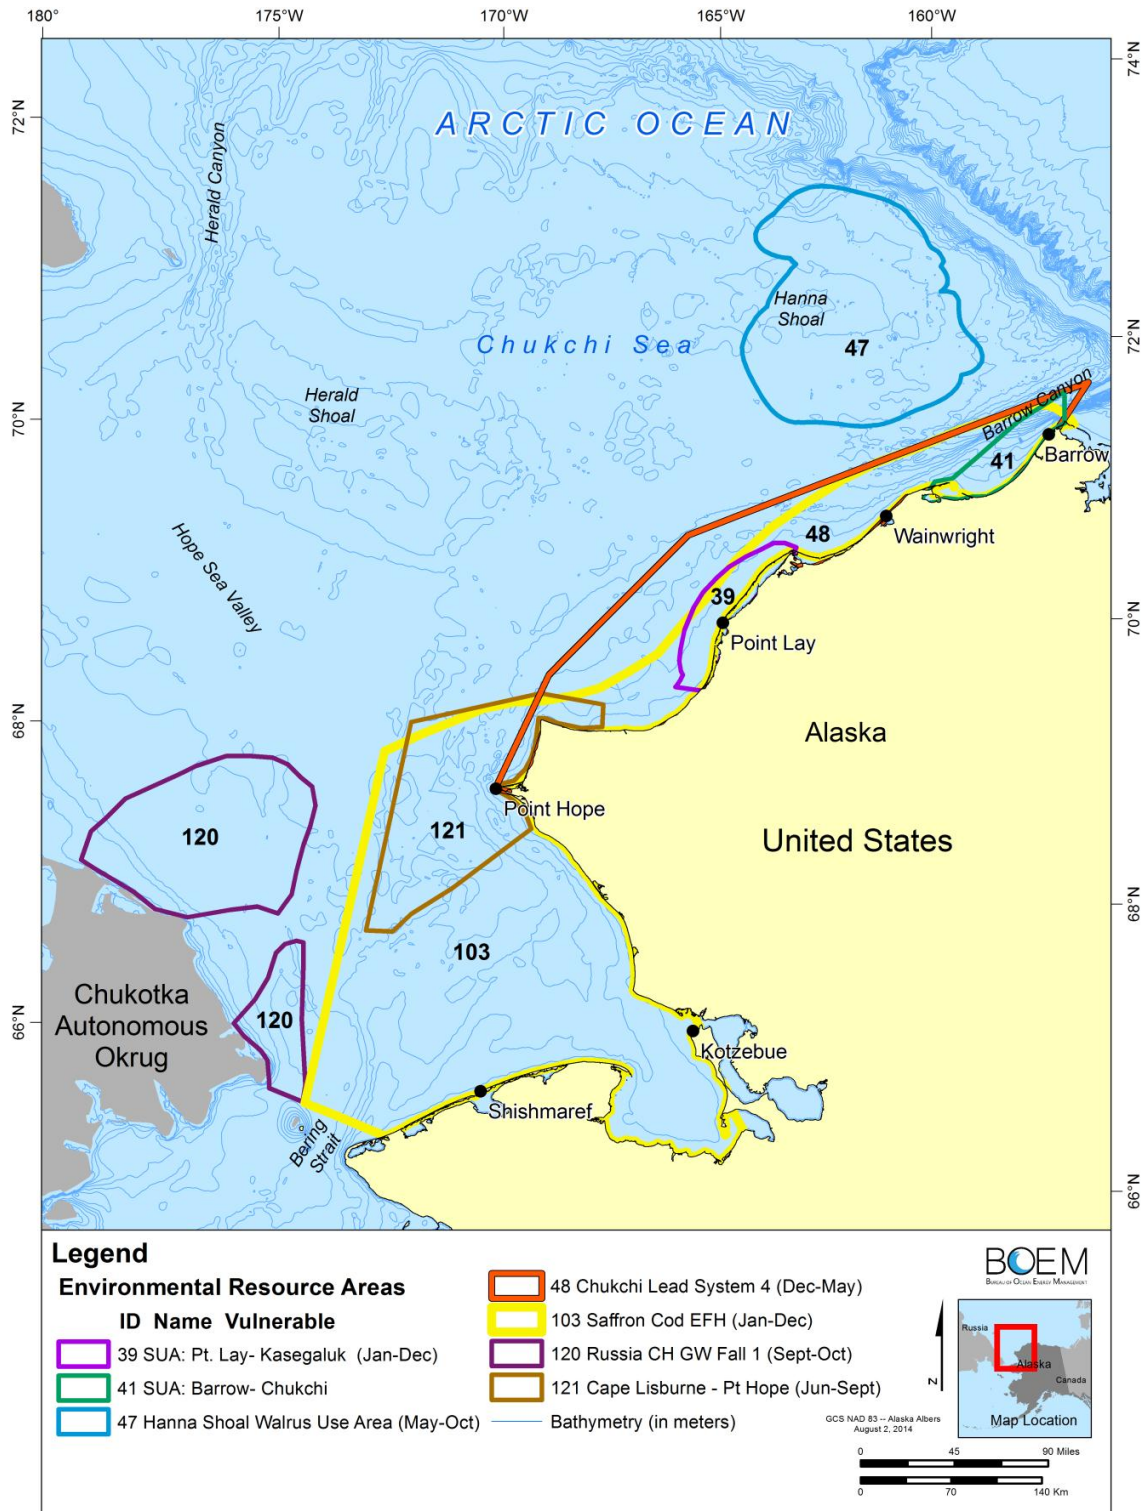 180°
175°W
170°W
165°W
160°W
74°N
72°N
ARCTIC OCEAN
Herald Canyon
Hanna
Shoal
47
72°N
Chukchi Sea
Herald
Shoal
70°N
Barrow Canyon
41
Barrow
48
Wainwright
Hope Sea Valley
39
70°N
Point Lay
68°N
Alaska
Point Hope
121
120
United States
68°N
103
Chukotka
Autonomous
Okrug
120
66°N
Kotzebue
Shishmaref
Bering
Strait
66°N
Legend
Environmental Resource Areas
ID Name Vulnerable
39 SUA: Pt. Lay- Kasegaluk (Jan-Dec)
41 SUA: Barrow- Chukchi
47 Hanna Shoal Walrus Use Area (May-Oct)
48 Chukchi Lead System 4 (Dec-May)
103 Saffron Cod EFH (Jan-Dec)
120 Russia CH GW Fall 1 (Sept-Oct)
121 Cape Lisburne - Pt Hope (Jun-Sept)
Bathymetry (in meters)
BOEM
BUREAU OF OCEAN ENERGY MANAGEMENT
N
Russia
Alaska
Canada
Map Location
GCS NAD 83 -- Alaska Albers
August 2, 2014
0 45 90 Miles
0 70 140 Km